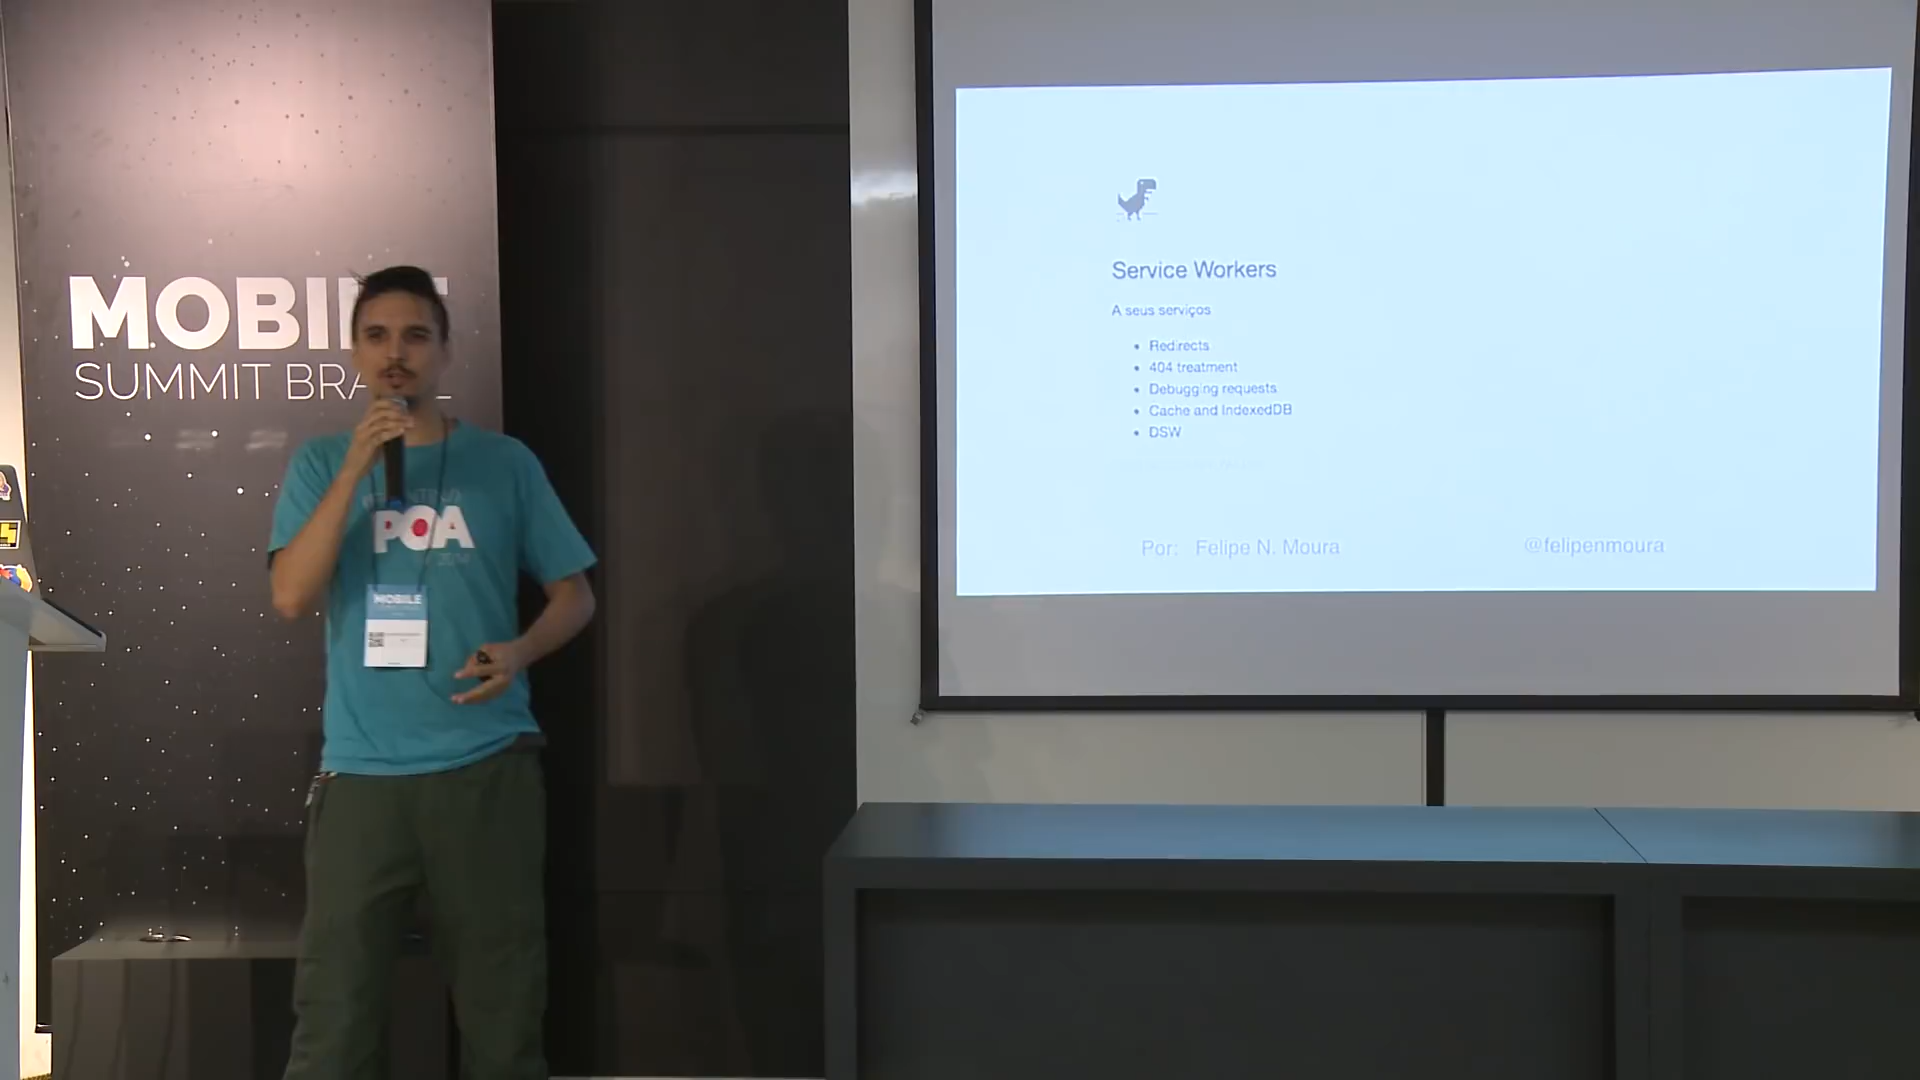 MOBIL
SUMMIT BRA
POA
MOBILE
Service Workers
A seus serviços
Redirects
404 treatment
Debugging requests
Cache and IndexedDB
DSW
Por: Felipe N. Moura
@felipenmoura